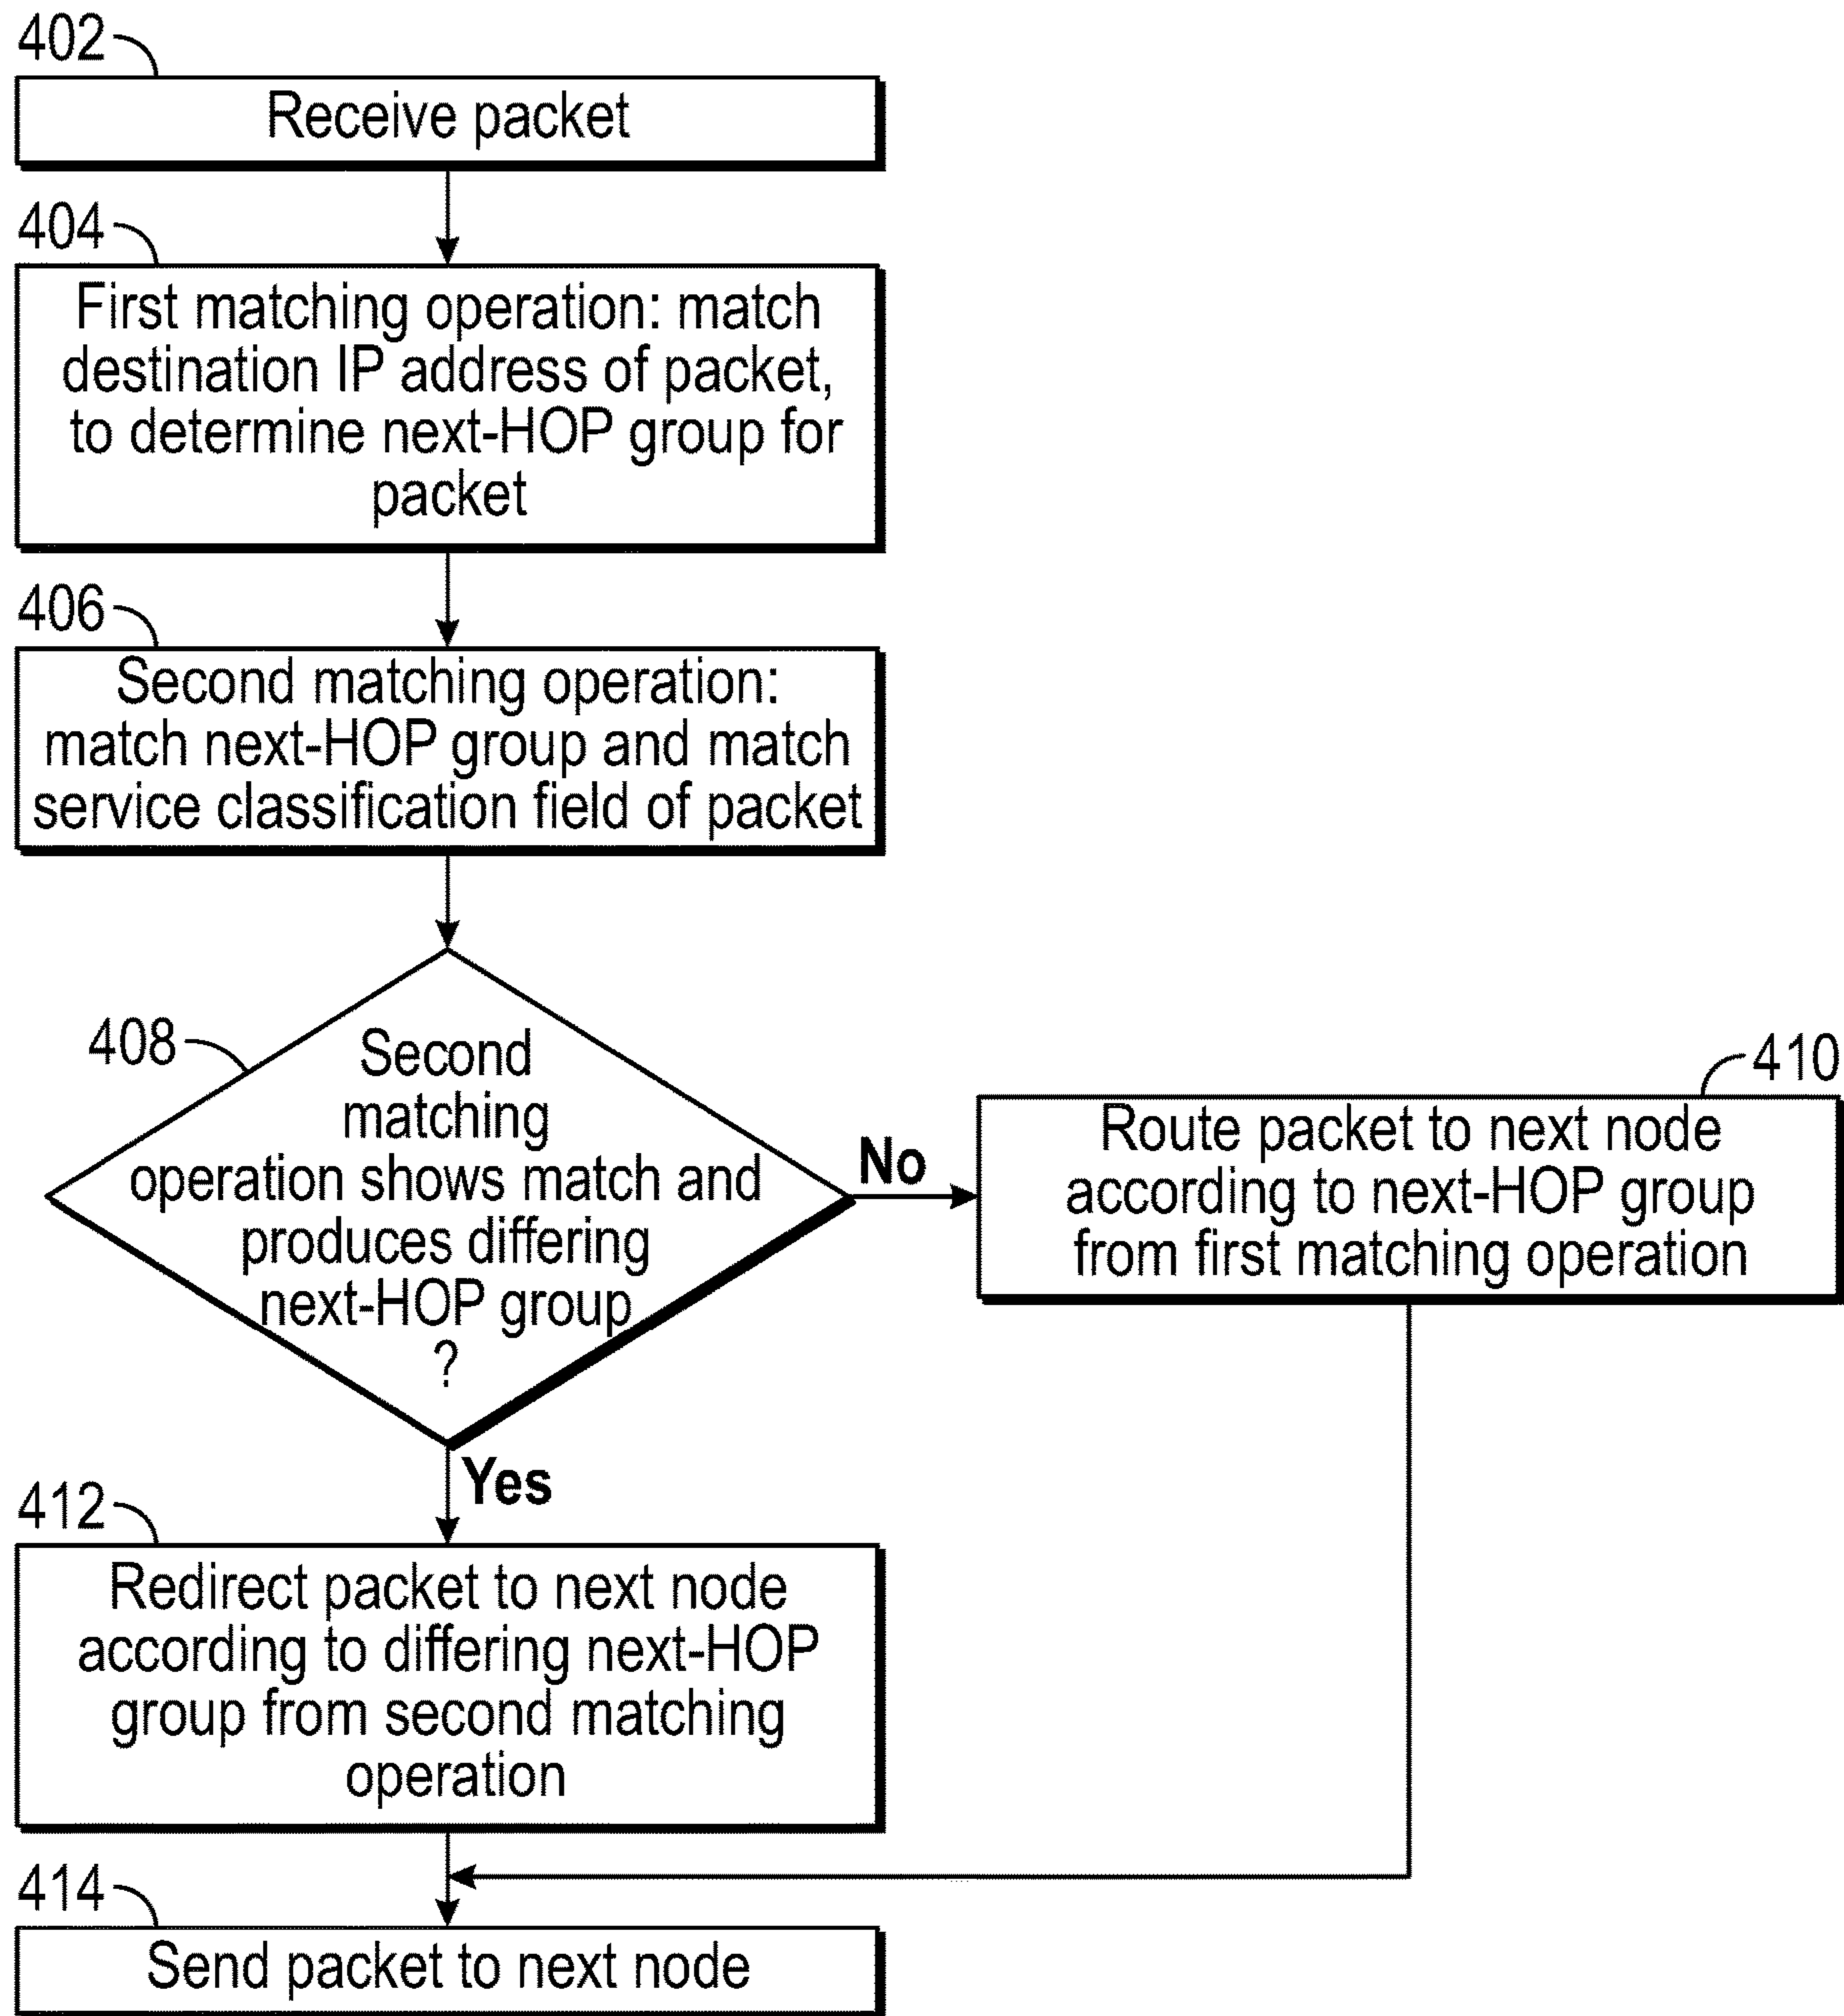 402
Receive packet
404
First matching operation: match
destination IP address of packet,
to determine next-HOP group for
packet
406
Second matching operation:
match next-HOP group and match
service classification field of packet
408
Second
matching
operation shows match and
produces differing
next-HOP group
?
No
410
Route packet to next node
according to next-HOP group
from first matching operation
Yes
412
Redirect packet to next node
according to differing next-HOP
group from second matching
operation
414
Send packet to next node